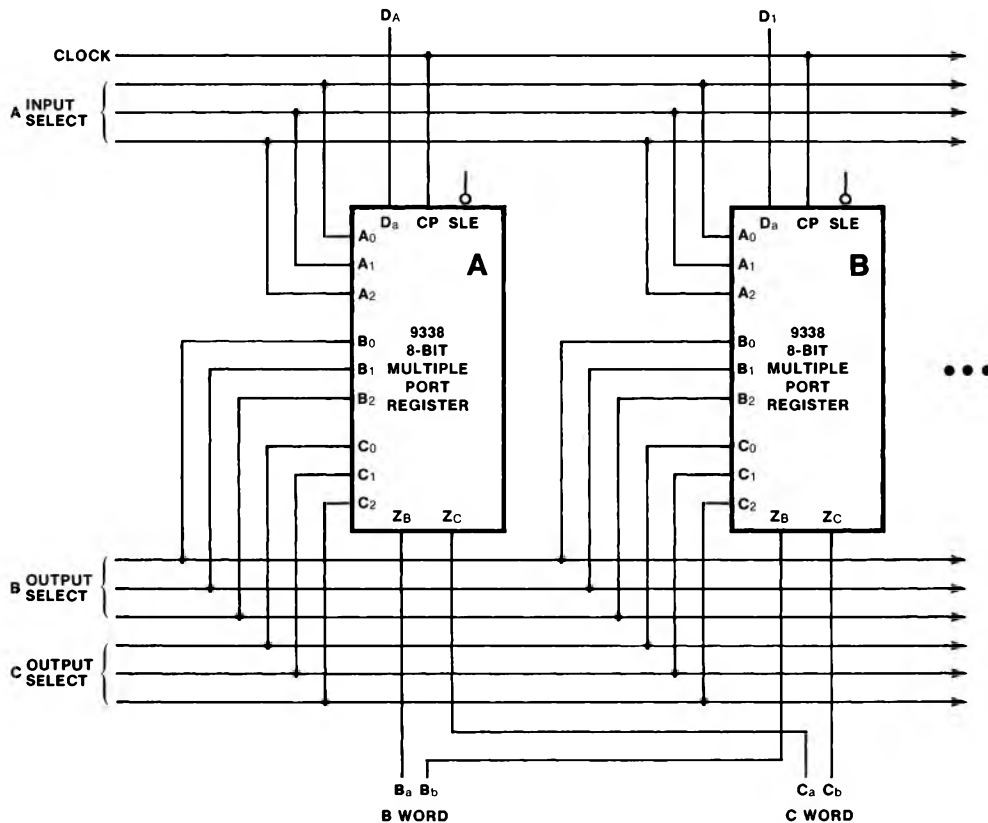 DA D1
CLOCK
A INPUT SELECT
Da CP SLE Da CP SLE
A0 A A0 B
A1 A1
A2 A2
B0 9338 B0 9338
8-BIT 8-BIT
B1 MULTIPLE B1 MULTIPLE
PORT PORT
B2 REGISTER B2 REGISTER
C0 C0
C1 C1
C2 C2
ZB ZC ZB ZC
B OUTPUT SELECT
C OUTPUT SELECT
Ba Bb Ca Cb
B WORD C WORD